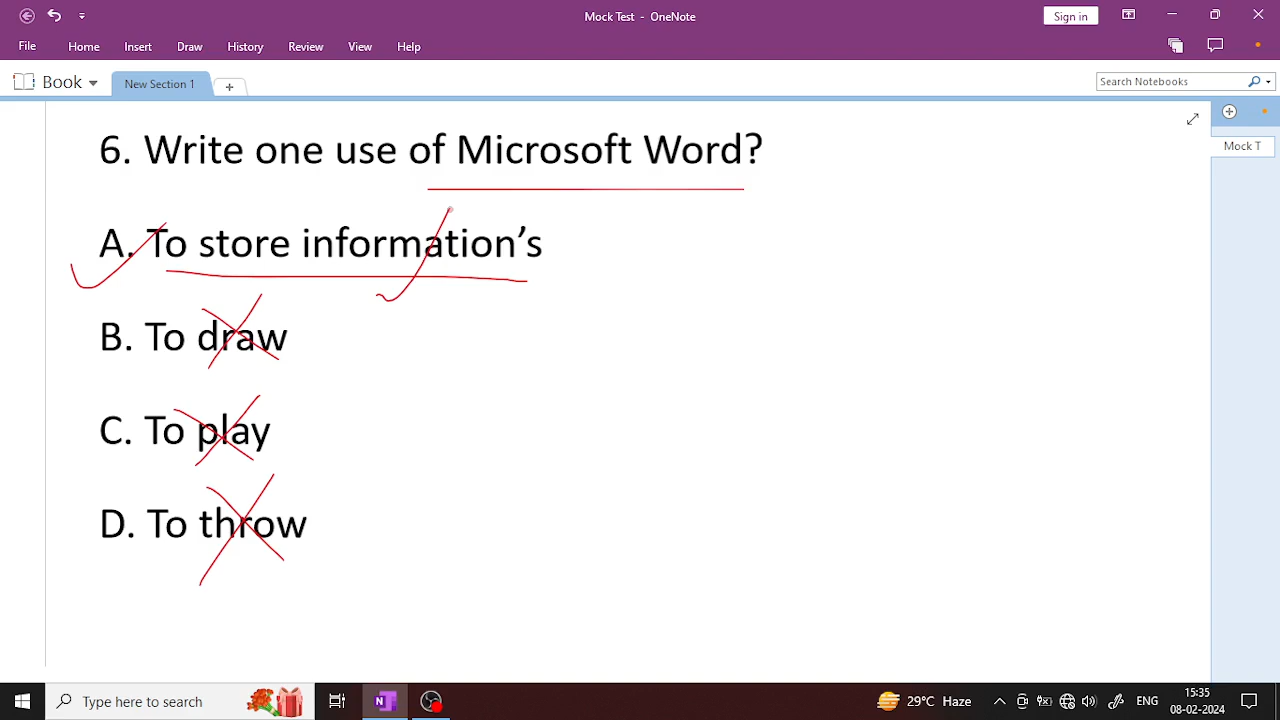 Mock Test - OneNote
Sign in
File Home Insert Draw History Review View Help
Book New Section 1 + Search Notebooks
Mock T
6. Write one use of Microsoft Word?
A. To store information’s
B. To draw
C. To play
D. To throw
Type here to search
N
29°C Haze
ENG
15:35
08-02-2024